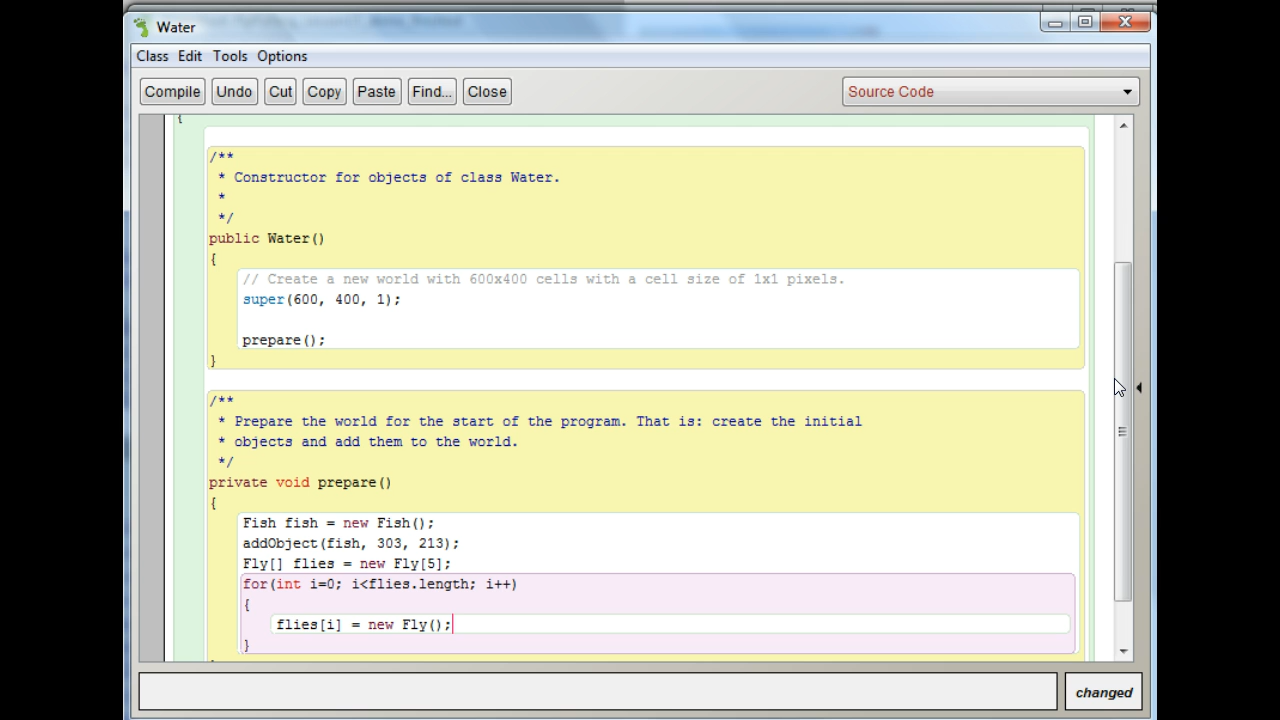 Water
Class Edit Tools Options
Compile Undo Cut Copy Paste Find... Close Source Code
{
/**
* Constructor for objects of class Water.
*
*/
public Water()
{
// Create a new world with 600x400 cells with a cell size of 1x1 pixels.
super(600, 400, 1);
prepare();
}
/**
* Prepare the world for the start of the program. That is: create the initial
* objects and add them to the world.
*/
private void prepare()
{
Fish fish = new Fish();
addObject(fish, 303, 213);
Fly[] flies = new Fly[5];
for(int i=0; i<flies.length; i++)
{
flies[i] = new Fly();
}
changed